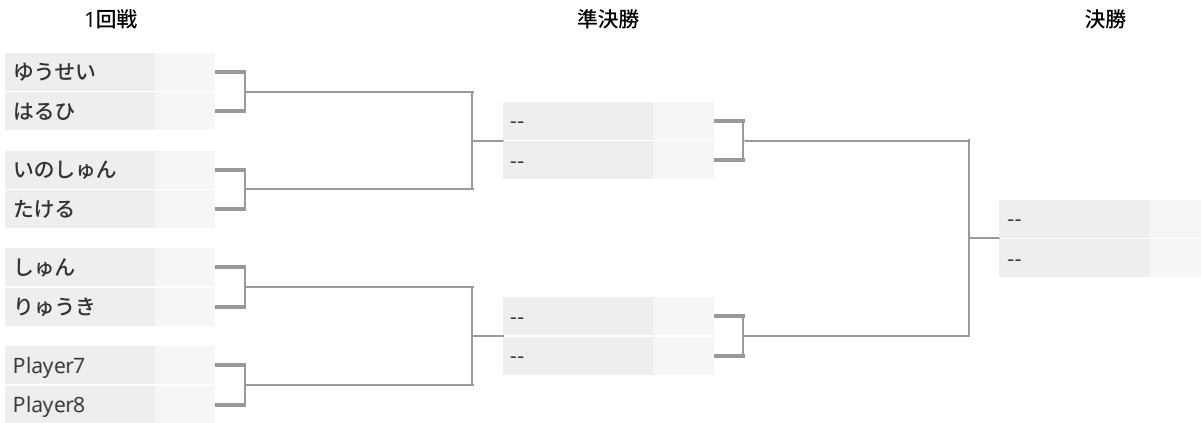 1回戦
準決勝
決勝
ゆうせい
はるひ
いのしゅん
たける
しゅん
りゅうき
Player7
Player8
--
--
--
--
--
--